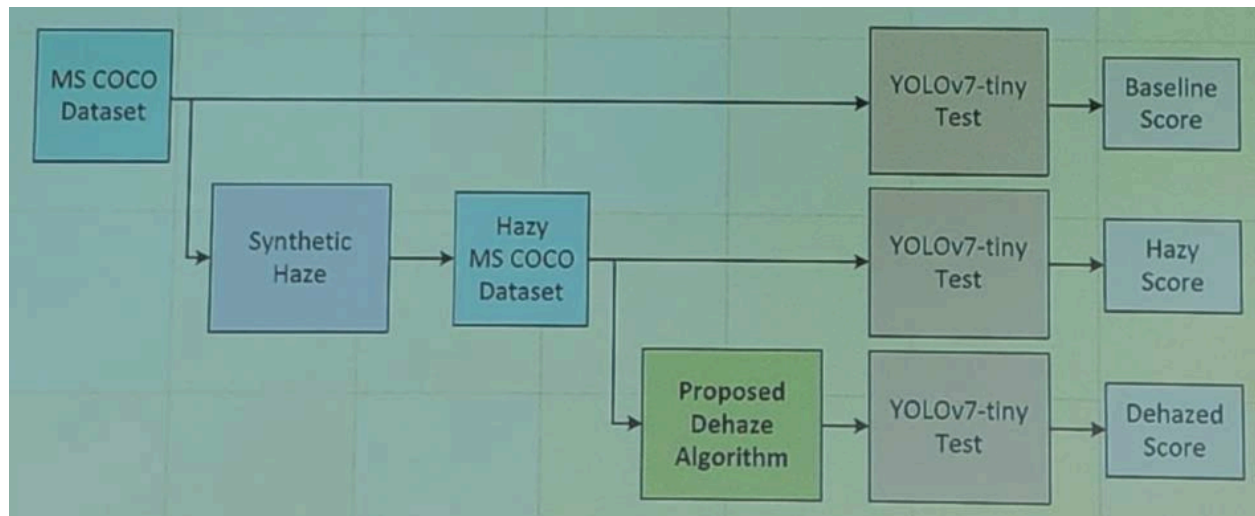 MS COCO
Dataset
YOLOv7-tiny
Test
Baseline
Score
Synthetic
Haze
Hazy
MS COCO
Dataset
YOLOv7-tiny
Test
Hazy
Score
Proposed
Dehaze
Algorithm
YOLOv7-tiny
Test
Dehazed
Score